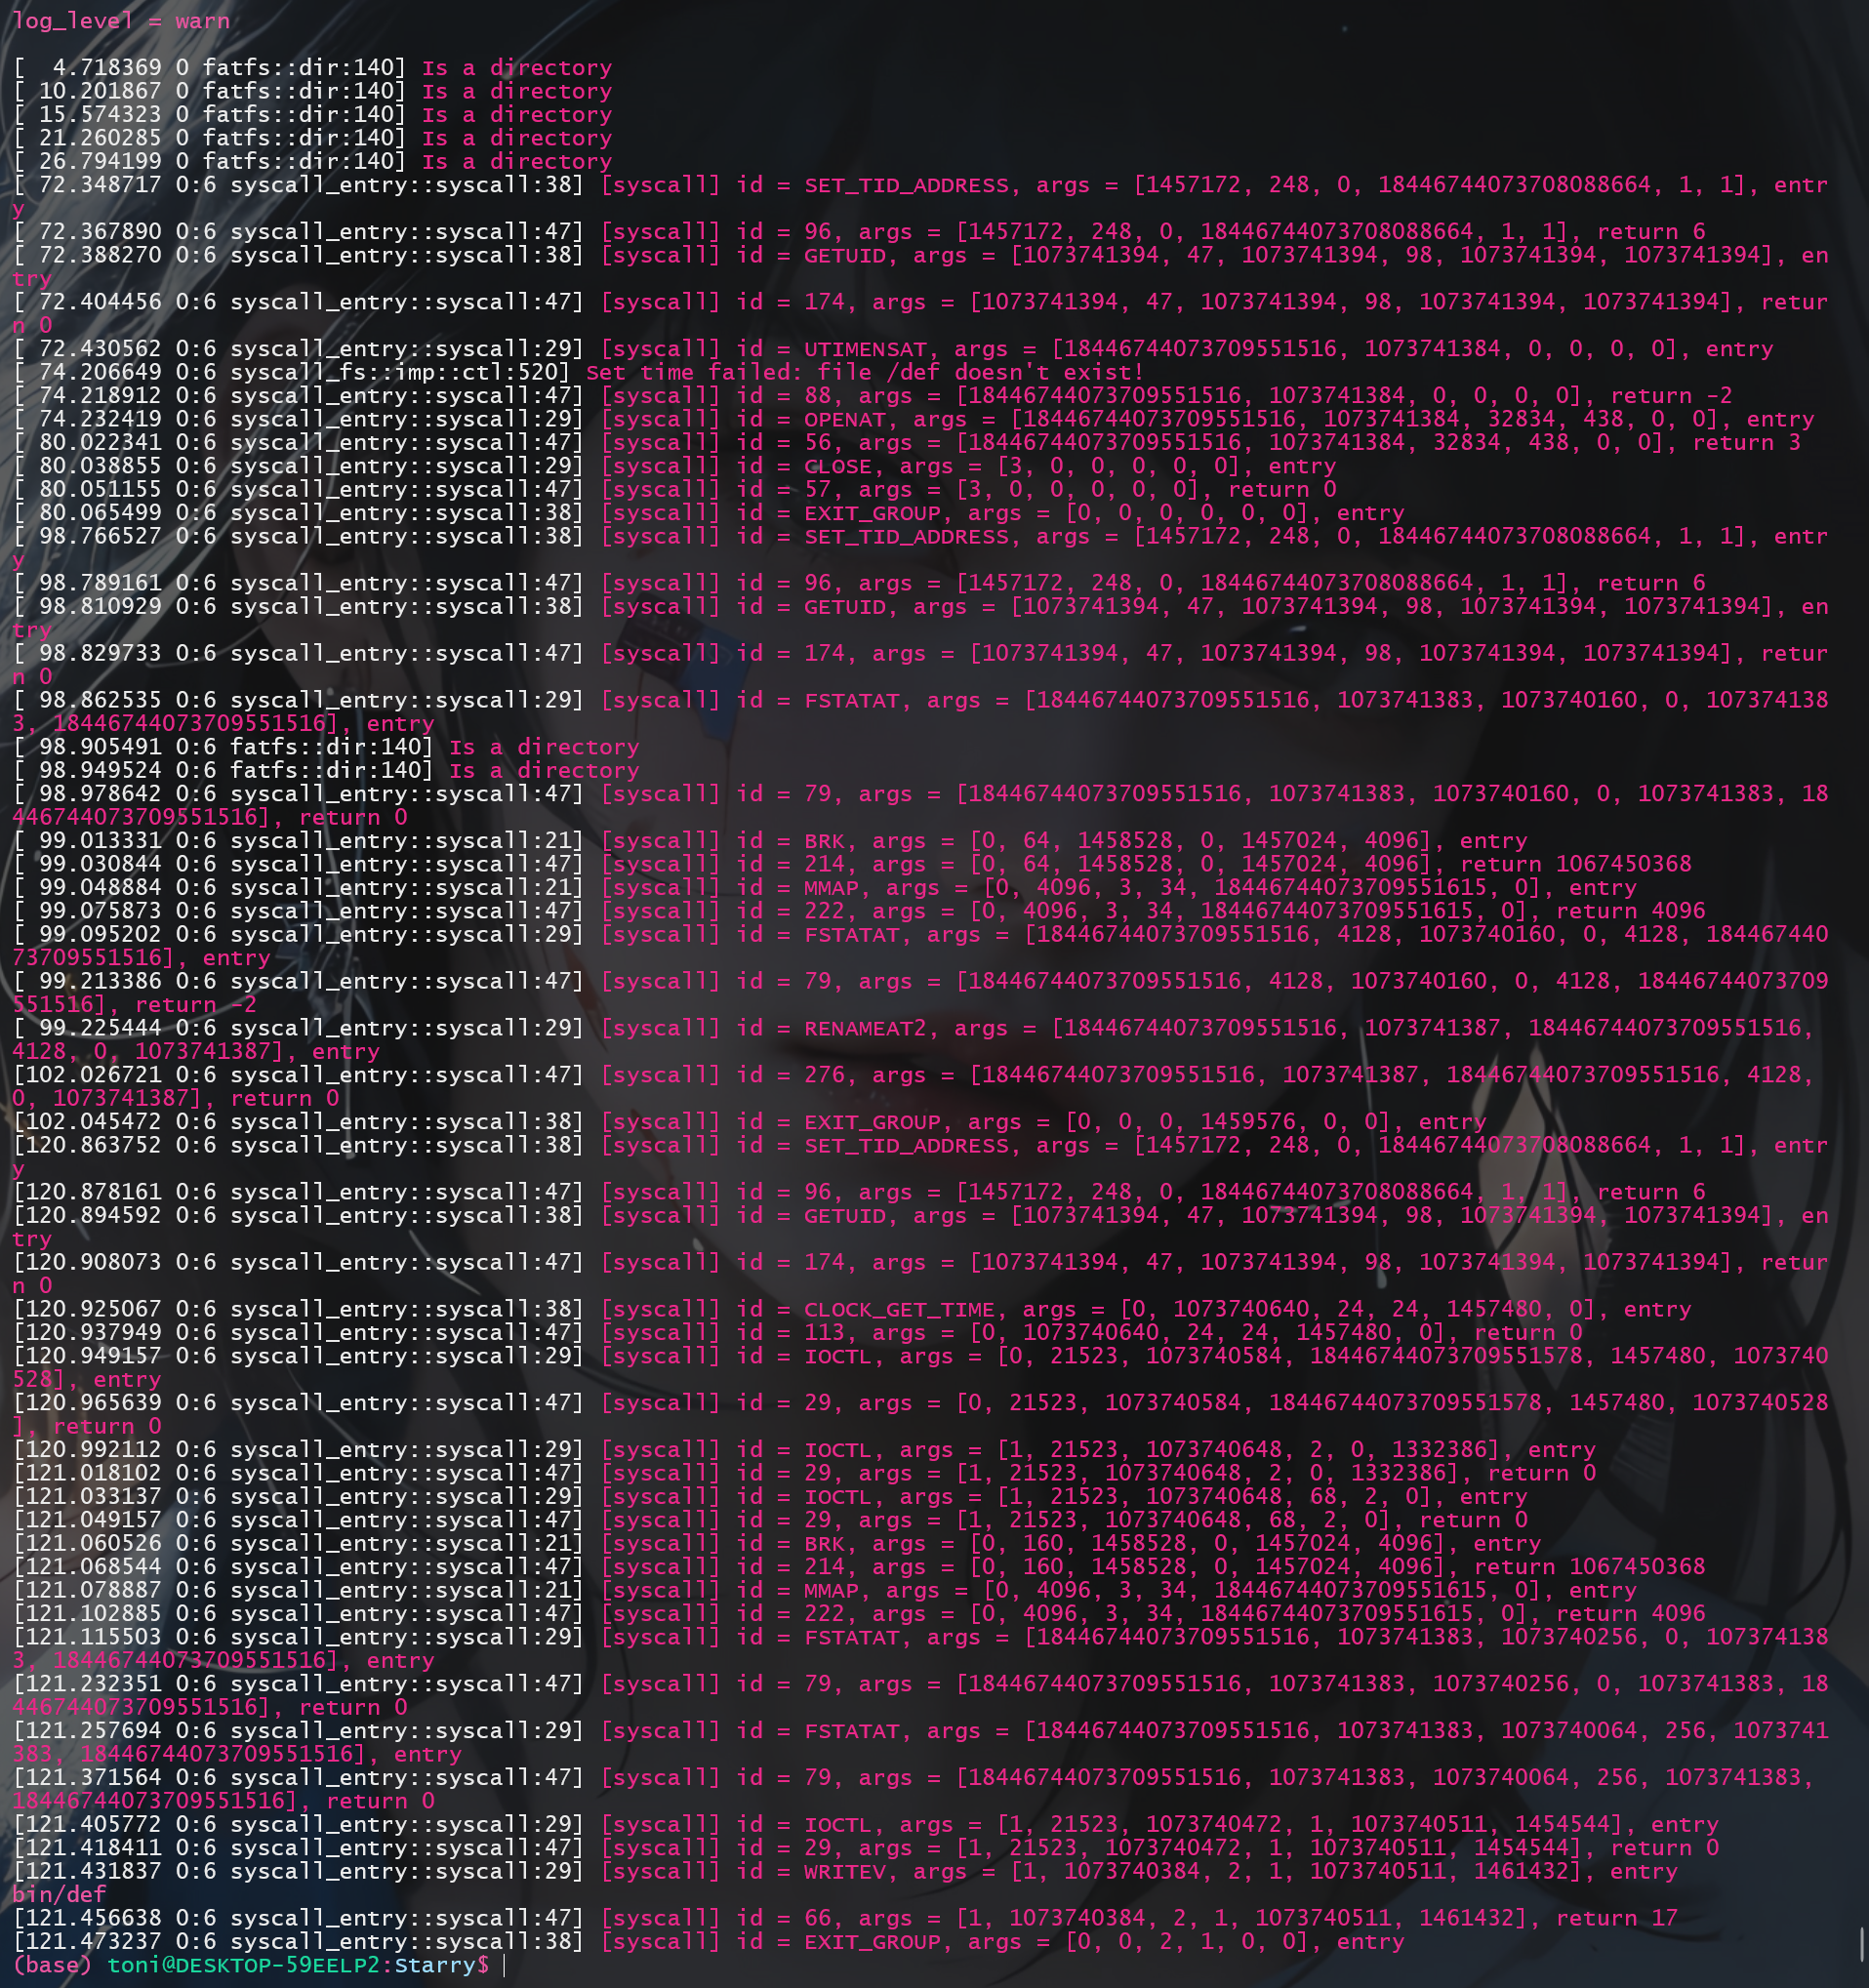 log_level = warn
[  4.718369 0 fatfs::dir:140] Is a directory
[ 10.201867 0 fatfs::dir:140] Is a directory
[ 15.574323 0 fatfs::dir:140] Is a directory
[ 21.260285 0 fatfs::dir:140] Is a directory
[ 26.794199 0 fatfs::dir:140] Is a directory
[ 72.348717 0:6 syscall_entry::syscall:38] [syscall] id = SET_TID_ADDRESS, args = [1457172, 248, 0, 18446744073708088664, 1, 1], entr
y
[ 72.367890 0:6 syscall_entry::syscall:47] [syscall] id = 96, args = [1457172, 248, 0, 18446744073708088664, 1, 1], return 6
[ 72.388270 0:6 syscall_entry::syscall:38] [syscall] id = GETUID, args = [1073741394, 47, 1073741394, 98, 1073741394, 1073741394], en
try
[ 72.404456 0:6 syscall_entry::syscall:47] [syscall] id = 174, args = [1073741394, 47, 1073741394, 98, 1073741394, 1073741394], retur
n 0
[ 72.430562 0:6 syscall_entry::syscall:29] [syscall] id = UTIMENSAT, args = [18446744073709551516, 1073741384, 0, 0, 0, 0], entry
[ 74.206649 0:6 syscall_fs::imp::ctl:520] Set time failed: file /def doesn't exist!
[ 74.218912 0:6 syscall_entry::syscall:47] [syscall] id = 88, args = [18446744073709551516, 1073741384, 0, 0, 0, 0], return -2
[ 74.232419 0:6 syscall_entry::syscall:29] [syscall] id = OPENAT, args = [18446744073709551516, 1073741384, 32834, 438, 0, 0], entry
[ 80.022341 0:6 syscall_entry::syscall:47] [syscall] id = 56, args = [18446744073709551516, 1073741384, 32834, 438, 0, 0], return 3
[ 80.038855 0:6 syscall_entry::syscall:29] [syscall] id = CLOSE, args = [3, 0, 0, 0, 0, 0], entry
[ 80.051155 0:6 syscall_entry::syscall:47] [syscall] id = 57, args = [3, 0, 0, 0, 0, 0], return 0
[ 80.065499 0:6 syscall_entry::syscall:38] [syscall] id = EXIT_GROUP, args = [0, 0, 0, 0, 0, 0], entry
[ 98.766527 0:6 syscall_entry::syscall:38] [syscall] id = SET_TID_ADDRESS, args = [1457172, 248, 0, 18446744073708088664, 1, 1], entr
y
[ 98.789161 0:6 syscall_entry::syscall:47] [syscall] id = 96, args = [1457172, 248, 0, 18446744073708088664, 1, 1], return 6
[ 98.810929 0:6 syscall_entry::syscall:38] [syscall] id = GETUID, args = [1073741394, 47, 1073741394, 98, 1073741394, 1073741394], en
try
[ 98.829733 0:6 syscall_entry::syscall:47] [syscall] id = 174, args = [1073741394, 47, 1073741394, 98, 1073741394, 1073741394], retur
n 0
[ 98.862535 0:6 syscall_entry::syscall:29] [syscall] id = FSTATAT, args = [18446744073709551516, 1073741383, 1073740160, 0, 107374138
3, 18446744073709551516], entry
[ 98.905491 0:6 fatfs::dir:140] Is a directory
[ 98.949524 0:6 fatfs::dir:140] Is a directory
[ 98.978642 0:6 syscall_entry::syscall:47] [syscall] id = 79, args = [18446744073709551516, 1073741383, 1073740160, 0, 1073741383, 18
446744073709551516], return 0
[ 99.013331 0:6 syscall_entry::syscall:21] [syscall] id = BRK, args = [0, 64, 1458528, 0, 1457024, 4096], entry
[ 99.030844 0:6 syscall_entry::syscall:47] [syscall] id = 214, args = [0, 64, 1458528, 0, 1457024, 4096], return 1067450368
[ 99.048884 0:6 syscall_entry::syscall:21] [syscall] id = MMAP, args = [0, 4096, 3, 34, 18446744073709551615, 0], entry
[ 99.075873 0:6 syscall_entry::syscall:47] [syscall] id = 222, args = [0, 4096, 3, 34, 18446744073709551615, 0], return 4096
[ 99.095202 0:6 syscall_entry::syscall:29] [syscall] id = FSTATAT, args = [18446744073709551516, 4128, 1073740160, 0, 4128, 184467440
73709551516], entry
[ 99.213386 0:6 syscall_entry::syscall:47] [syscall] id = 79, args = [18446744073709551516, 4128, 1073740160, 0, 4128, 18446744073709
551516], return -2
[ 99.225444 0:6 syscall_entry::syscall:29] [syscall] id = RENAMEAT2, args = [18446744073709551516, 1073741387, 18446744073709551516,
4128, 0, 1073741387], entry
[102.026721 0:6 syscall_entry::syscall:47] [syscall] id = 276, args = [18446744073709551516, 1073741387, 18446744073709551516, 4128,
0, 1073741387], return 0
[102.045472 0:6 syscall_entry::syscall:38] [syscall] id = EXIT_GROUP, args = [0, 0, 0, 1459576, 0, 0], entry
[120.863752 0:6 syscall_entry::syscall:38] [syscall] id = SET_TID_ADDRESS, args = [1457172, 248, 0, 18446744073708088664, 1, 1], entr
y
[120.878161 0:6 syscall_entry::syscall:47] [syscall] id = 96, args = [1457172, 248, 0, 18446744073708088664, 1, 1], return 6
[120.894592 0:6 syscall_entry::syscall:38] [syscall] id = GETUID, args = [1073741394, 47, 1073741394, 98, 1073741394, 1073741394], en
try
[120.908073 0:6 syscall_entry::syscall:47] [syscall] id = 174, args = [1073741394, 47, 1073741394, 98, 1073741394, 1073741394], retur
n 0
[120.925067 0:6 syscall_entry::syscall:38] [syscall] id = CLOCK_GET_TIME, args = [0, 1073740640, 24, 24, 1457480, 0], entry
[120.937949 0:6 syscall_entry::syscall:47] [syscall] id = 113, args = [0, 1073740640, 24, 24, 1457480, 0], return 0
[120.949157 0:6 syscall_entry::syscall:29] [syscall] id = IOCTL, args = [0, 21523, 1073740584, 18446744073709551578, 1457480, 1073740
528], entry
[120.965639 0:6 syscall_entry::syscall:47] [syscall] id = 29, args = [0, 21523, 1073740584, 18446744073709551578, 1457480, 1073740528
], return 0
[120.992112 0:6 syscall_entry::syscall:29] [syscall] id = IOCTL, args = [1, 21523, 1073740648, 2, 0, 1332386], entry
[121.018102 0:6 syscall_entry::syscall:47] [syscall] id = 29, args = [1, 21523, 1073740648, 2, 0, 1332386], return 0
[121.033137 0:6 syscall_entry::syscall:29] [syscall] id = IOCTL, args = [1, 21523, 1073740648, 68, 2, 0], entry
[121.049157 0:6 syscall_entry::syscall:47] [syscall] id = 29, args = [1, 21523, 1073740648, 68, 2, 0], return 0
[121.060526 0:6 syscall_entry::syscall:21] [syscall] id = BRK, args = [0, 160, 1458528, 0, 1457024, 4096], entry
[121.068544 0:6 syscall_entry::syscall:47] [syscall] id = 214, args = [0, 160, 1458528, 0, 1457024, 4096], return 1067450368
[121.078887 0:6 syscall_entry::syscall:21] [syscall] id = MMAP, args = [0, 4096, 3, 34, 18446744073709551615, 0], entry
[121.102885 0:6 syscall_entry::syscall:47] [syscall] id = 222, args = [0, 4096, 3, 34, 18446744073709551615, 0], return 4096
[121.115503 0:6 syscall_entry::syscall:29] [syscall] id = FSTATAT, args = [18446744073709551516, 1073741383, 1073740256, 0, 107374138
3, 18446744073709551516], entry
[121.232351 0:6 syscall_entry::syscall:47] [syscall] id = 79, args = [18446744073709551516, 1073741383, 1073740256, 0, 1073741383, 18
446744073709551516], return 0
[121.257694 0:6 syscall_entry::syscall:29] [syscall] id = FSTATAT, args = [18446744073709551516, 1073741383, 1073740064, 256, 1073741
383, 18446744073709551516], entry
[121.371564 0:6 syscall_entry::syscall:47] [syscall] id = 79, args = [18446744073709551516, 1073741383, 1073740064, 256, 1073741383,
18446744073709551516], return 0
[121.405772 0:6 syscall_entry::syscall:29] [syscall] id = IOCTL, args = [1, 21523, 1073740472, 1, 1073740511, 1454544], entry
[121.418411 0:6 syscall_entry::syscall:47] [syscall] id = 29, args = [1, 21523, 1073740472, 1, 1073740511, 1454544], return 0
[121.431837 0:6 syscall_entry::syscall:29] [syscall] id = WRITEV, args = [1, 1073740384, 2, 1, 1073740511, 1461432], entry
bin/def
[121.456638 0:6 syscall_entry::syscall:47] [syscall] id = 66, args = [1, 1073740384, 2, 1, 1073740511, 1461432], return 17
[121.473237 0:6 syscall_entry::syscall:38] [syscall] id = EXIT_GROUP, args = [0, 0, 2, 1, 0, 0], entry
(base) toni@DESKTOP-59EELP2:Starry$